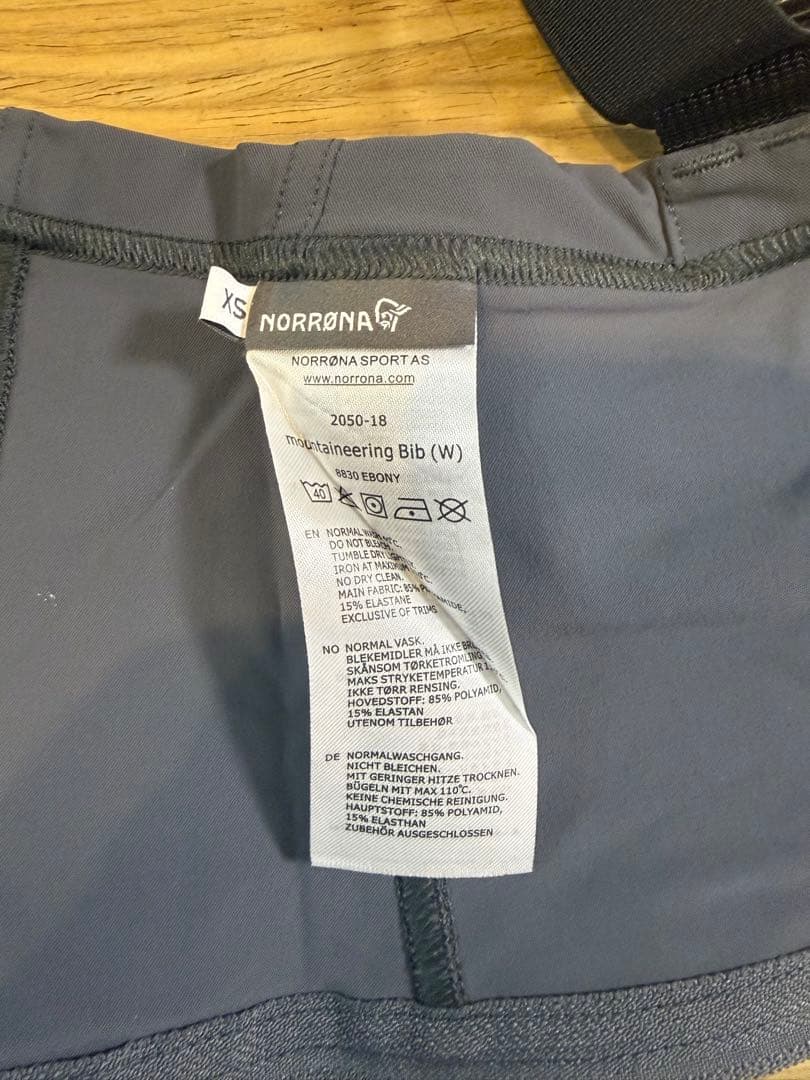 XS
NORRØNA
NORRØNA SPORT AS
www.norrona.com
2050-18
mountaineering Bib (W)
8830 EBONY
40
EN NORMAL
DO NOT BLEACH
TUMBLE DRY
IRON AT
NO DRY CLEAN.
MAIN FABRIC: 85%
15% ELASTANE
EXCLUSIVE OF TRIMS
NO NORMAL VASK.
BLEKEMIDLER MÅ IKKE
SKÅNSOM TØRKETROMLING
MAKS STRYKETEMPERATUR
IKKE TØRR RENSING.
HOVEDSTOFF: 85% POLYAMID,
15% ELASTAN
UTENOM TILBEHØR
DE NORMALWASCHGANG.
NICHT BLEICHEN.
MIT GERINGER HITZE TROCKNEN.
BÜGELN MIT MAX 110°C.
KEINE CHEMISCHE REINIGUNG.
HAUPTSTOFF: 85% POLYAMID,
15% ELASTHAN
ZUBEHÖR AUSGESCHLOSSEN